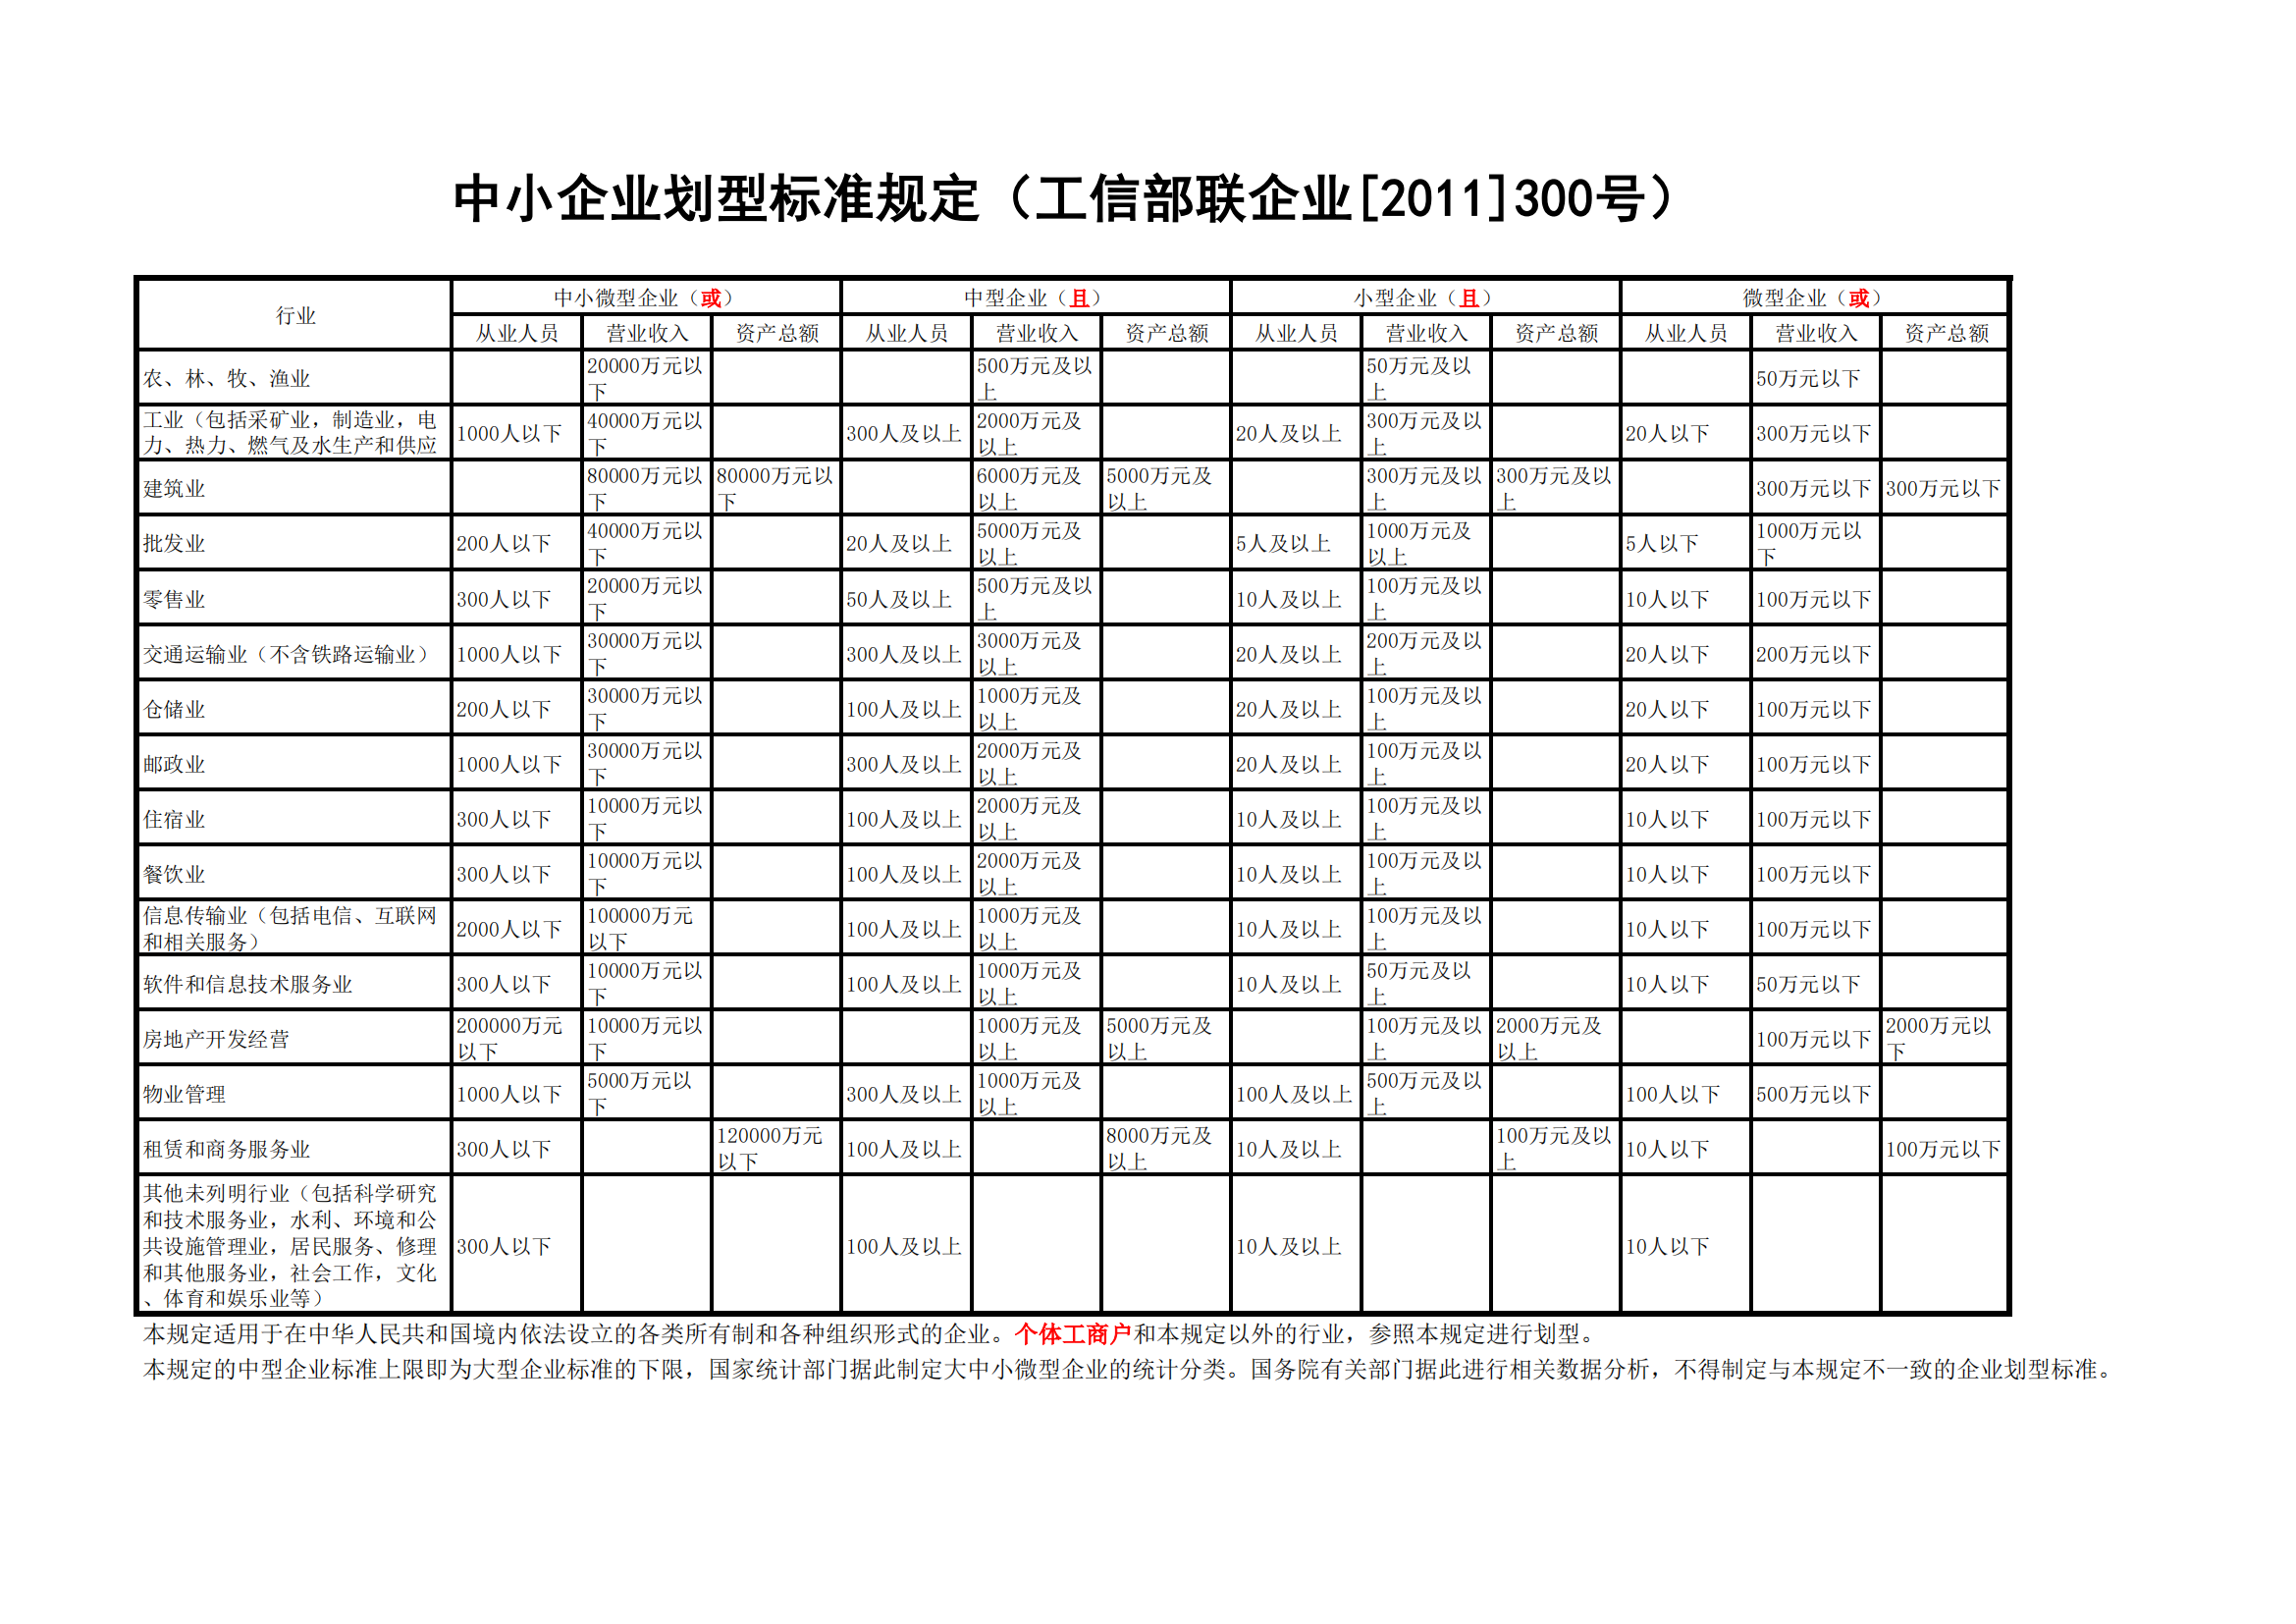 中小企业划型标准规定（工信部联企业[2011]300号）
行业 中小微型企业（或） 中型企业（且） 小型企业（且） 微型企业（或）
从业人员 营业收入 资产总额 从业人员 营业收入 资产总额 从业人员 营业收入 资产总额 从业人员 营业收入 资产总额
农、林、牧、渔业 20000万元以下 500万元及以上 50万元及以上 50万元以下
工业（包括采矿业，制造业，电力、热力、燃气及水生产和供应 1000人以下 40000万元以下 300人及以上 2000万元及以上 20人及以上 300万元及以上 20人以下 300万元以下
建筑业 80000万元以下 80000万元以下 6000万元及以上 5000万元及以上 300万元及以上 300万元及以上 300万元以下 300万元以下
批发业 200人以下 40000万元以下 20人及以上 5000万元及以上 5人及以上 1000万元及以上 5人以下 1000万元以下
零售业 300人以下 20000万元以下 50人及以上 500万元及以上 10人及以上 100万元及以上 10人以下 100万元以下
交通运输业（不含铁路运输业） 1000人以下 30000万元以下 300人及以上 3000万元及以上 20人及以上 200万元及以上 20人以下 200万元以下
仓储业 200人以下 30000万元以下 100人及以上 1000万元及以上 20人及以上 100万元及以上 20人以下 100万元以下
邮政业 1000人以下 30000万元以下 300人及以上 2000万元及以上 20人及以上 100万元及以上 20人以下 100万元以下
住宿业 300人以下 10000万元以下 100人及以上 2000万元及以上 10人及以上 100万元及以上 10人以下 100万元以下
餐饮业 300人以下 10000万元以下 100人及以上 2000万元及以上 10人及以上 100万元及以上 10人以下 100万元以下
信息传输业（包括电信、互联网和相关服务） 2000人以下 100000万元以下 100人及以上 1000万元及以上 10人及以上 100万元及以上 10人以下 100万元以下
软件和信息技术服务业 300人以下 10000万元以下 100人及以上 1000万元及以上 10人及以上 50万元及以上 10人以下 50万元以下
房地产开发经营 200000万元以下 10000万元以下 1000万元及以上 5000万元及以上 100万元及以上 2000万元及以上 100万元以下 2000万元以下
物业管理 1000人以下 5000万元以下 300人及以上 1000万元及以上 100人及以上 500万元及以上 100人以下 500万元以下
租赁和商务服务业 300人以下 120000万元以下 100人及以上 8000万元及以上 10人及以上 100万元及以上 10人以下 100万元以下
其他未列明行业（包括科学研究和技术服务业，水利、环境和公共设施管理业，居民服务、修理和其他服务业，社会工作，文化、体育和娱乐业等） 300人以下 100人及以上 10人及以上 10人以下
本规定适用于在中华人民共和国境内依法设立的各类所有制和各种组织形式的企业。个体工商户和本规定以外的行业，参照本规定进行划型。
本规定的中型企业标准上限即为大型企业标准的下限，国家统计部门据此制定大中小微型企业的统计分类。国务院有关部门据此进行相关数据分析，不得制定与本规定不一致的企业划型标准。